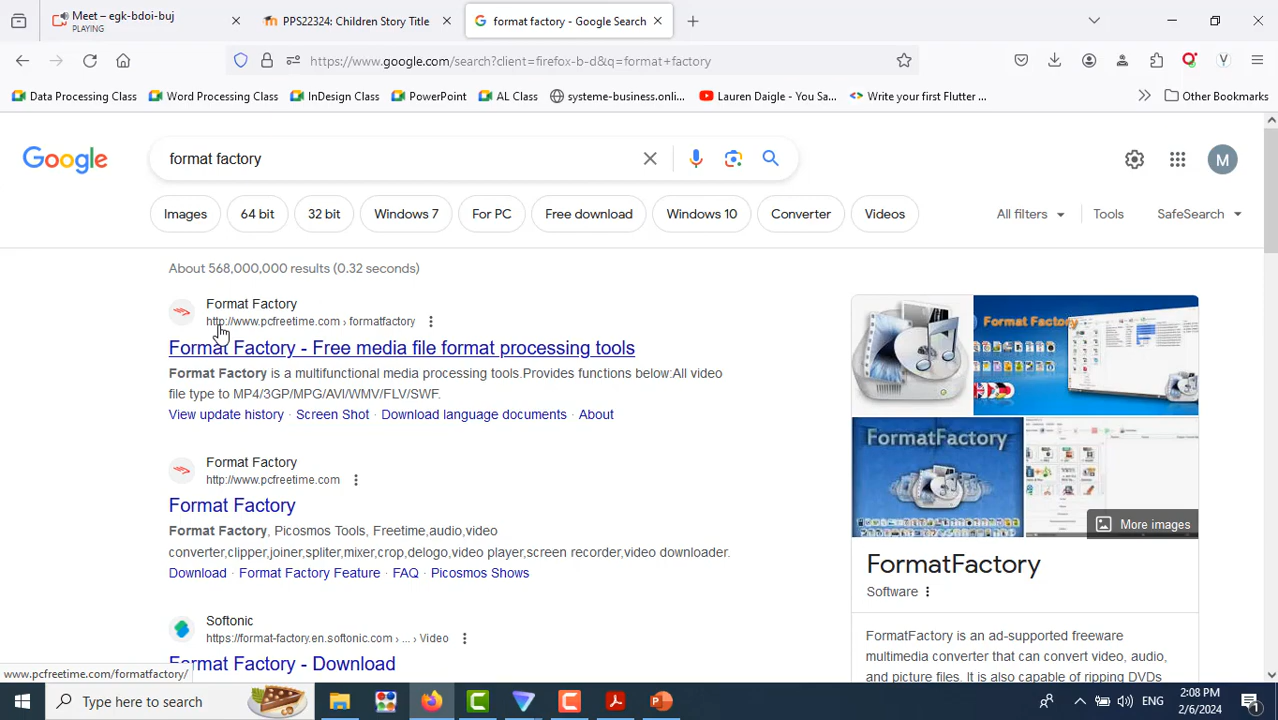 Meet – egk-bdoi-buj
PLAYING
PPS22324: Children Story Title
format factory - Google Search
https://www.google.com/search?client=firefox-b-d&q=format+factory
Data Processing Class
Word Processing Class
InDesign Class
PowerPoint
AL Class
systeme-business.onli...
Lauren Daigle - You Sa...
Write your first Flutter ...
Other Bookmarks
Google
format factory
M
Images
64 bit
32 bit
Windows 7
For PC
Free download
Windows 10
Converter
Videos
All filters
Tools
SafeSearch
About 568,000,000 results (0.32 seconds)
Format Factory
http://www.pcfreetime.com › formatfactory
Format Factory - Free media file format processing tools
Format Factory is a multifunctional media processing tools.Provides functions below:All video
file type to MP4/3GP/MPG/AVI/WMV/FLV/SWF.
View update history · Screen Shot · Download language documents · About
Format Factory
http://www.pcfreetime.com
Format Factory
Format Factory, Picosmos Tools, Freetime,audio,video
converter,clipper,joiner,spliter,mixer,crop,delogo,video player,screen recorder,video downloader.
Download · Format Factory Feature · FAQ · Picosmos Shows
Softonic
https://format-factory.en.softonic.com › ... › Video
Format Factory - Download
Format Factory
FormatFactory
More images
FormatFactory
Software
FormatFactory is an ad-supported freeware
multimedia converter that can convert video, audio,
and picture files. It is also capable of ripping DVDs
www.pcfreetime.com/formatfactory/
Type here to search
ENG
2:08 PM
2/6/2024
1